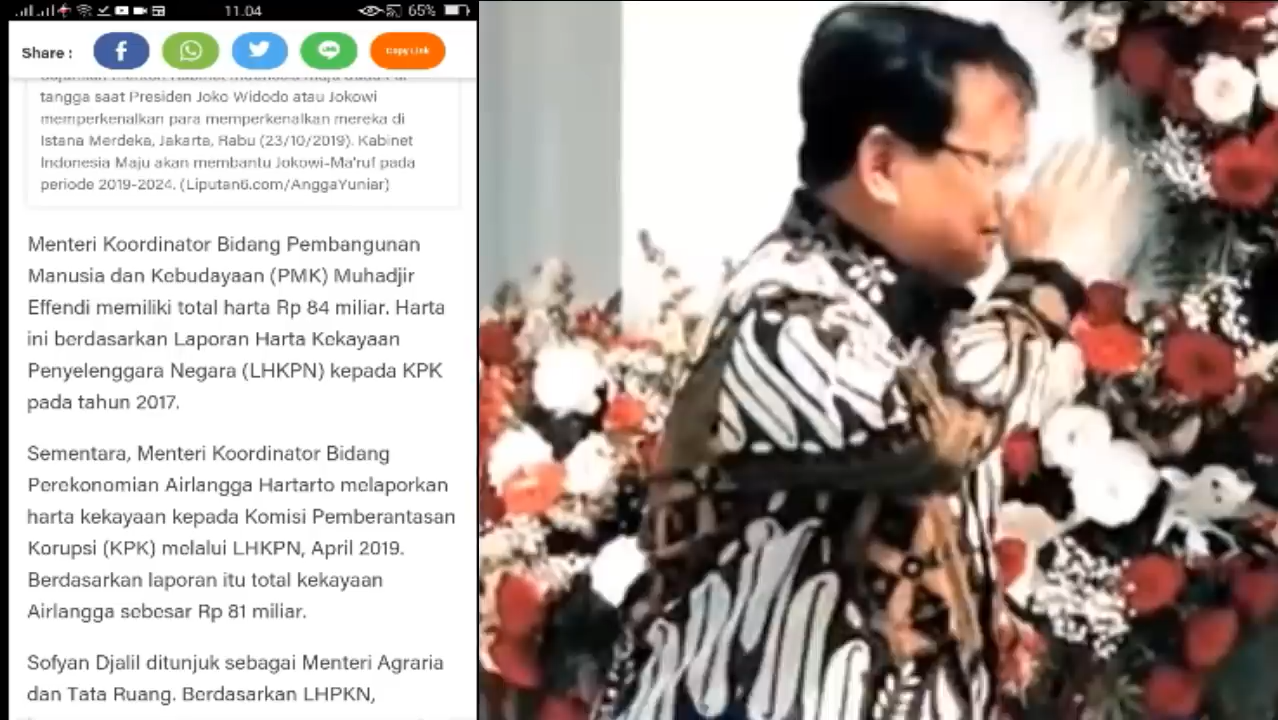 11.04
65%
Share :
Copy Link
tangga saat Presiden Joko Widodo atau Jokowi
memperkenalkan para memperkenalkan mereka di
Istana Merdeka, Jakarta, Rabu (23/10/2019). Kabinet
Indonesia Maju akan membantu Jokowi-Ma'ruf pada
periode 2019-2024. (Liputan6.com/AnggaYuniar)
Menteri Koordinator Bidang Pembangunan
Manusia dan Kebudayaan (PMK) Muhadjir
Effendi memiliki total harta Rp 84 miliar. Harta
ini berdasarkan Laporan Harta Kekayaan
Penyelenggara Negara (LHKPN) kepada KPK
pada tahun 2017.
Sementara, Menteri Koordinator Bidang
Perekonomian Airlangga Hartarto melaporkan
harta kekayaan kepada Komisi Pemberantasan
Korupsi (KPK) melalui LHKPN, April 2019.
Berdasarkan laporan itu total kekayaan
Airlangga sebesar Rp 81 miliar.
Sofyan Djalil ditunjuk sebagai Menteri Agraria
dan Tata Ruang. Berdasarkan LHPKN,